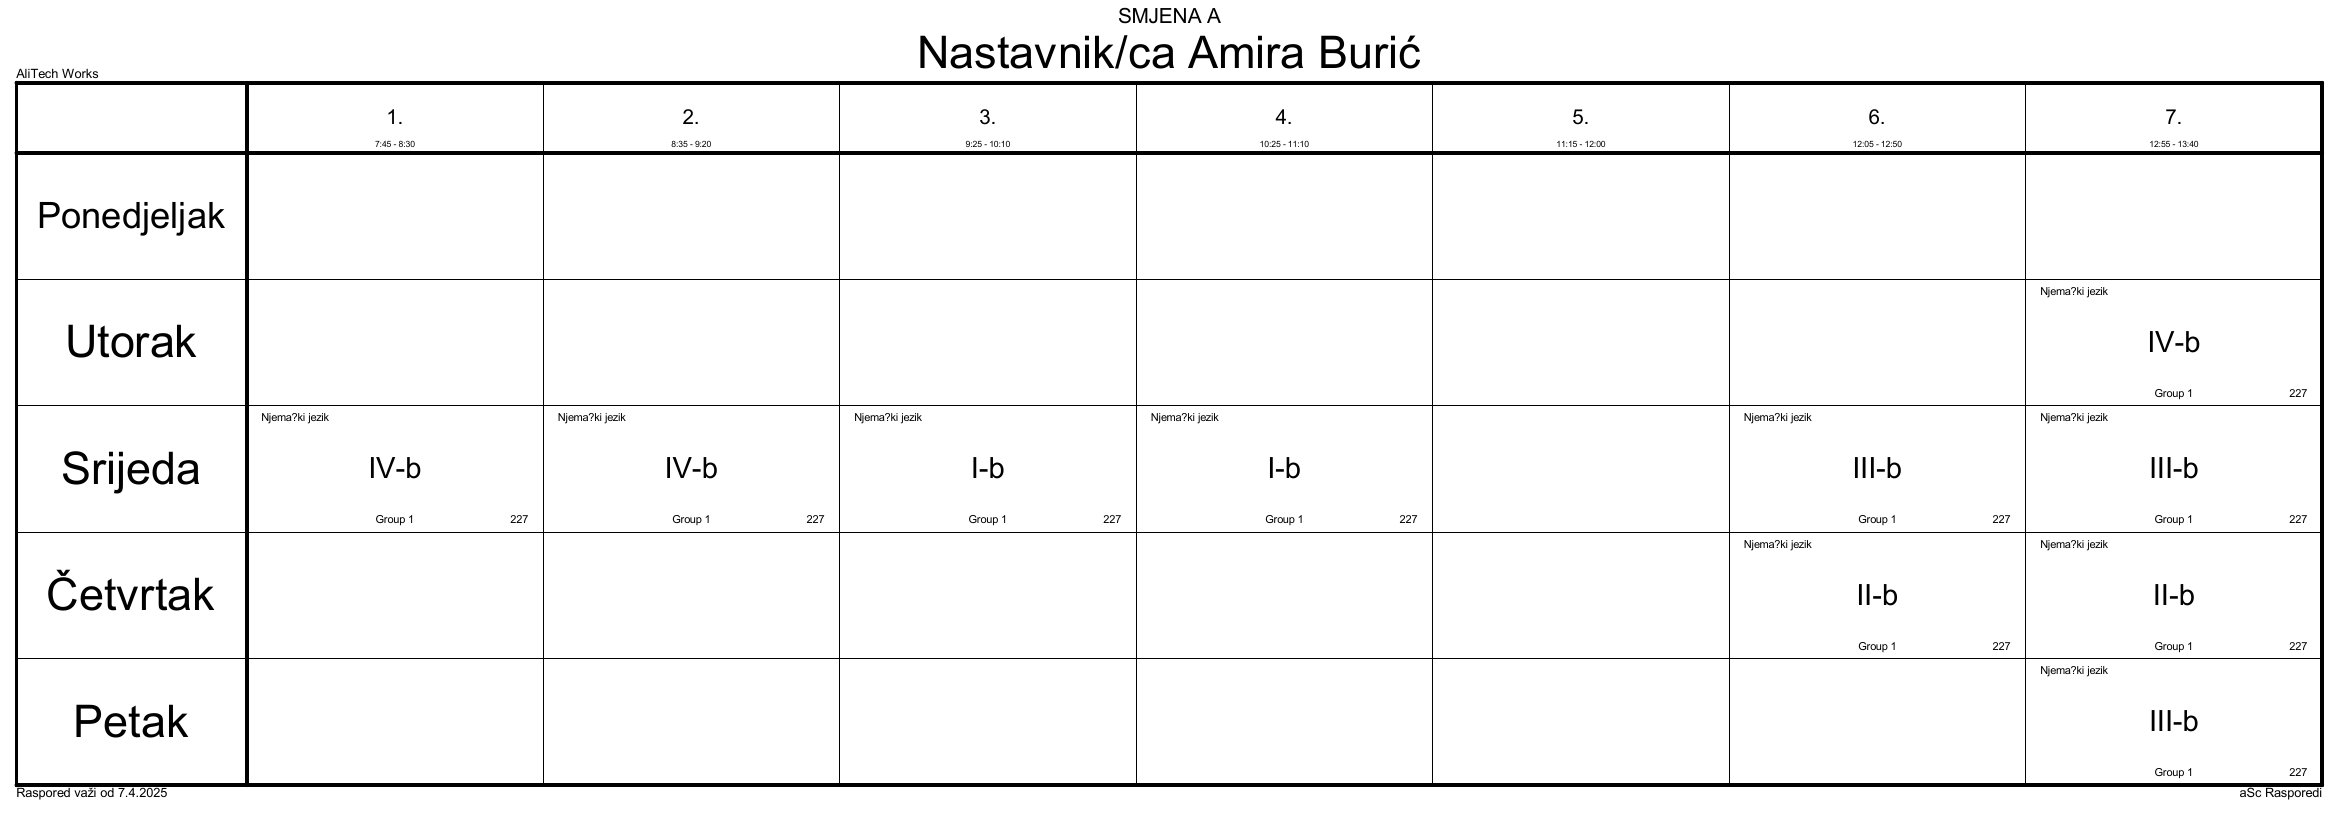 SMJENA A
Nastavnik/ca Amira Burić
AliTech Works
1. 2. 3. 4. 5. 6. 7.
7:45 - 8:30 8:35 - 9:20 9:25 - 10:10 10:25 - 11:10 11:15 - 12:00 12:05 - 12:50 12:55 - 13:40
Ponedjeljak
Njema?ki jezik
Utorak IV-b
Group 1 227
Njema?ki jezik Njema?ki jezik Njema?ki jezik Njema?ki jezik Njema?ki jezik Njema?ki jezik
Srijeda IV-b IV-b I-b I-b III-b III-b
Group 1 227 Group 1 227 Group 1 227 Group 1 227 Group 1 227 Group 1 227
Njema?ki jezik Njema?ki jezik
Četvrtak II-b II-b
Group 1 227 Group 1 227
Njema?ki jezik
Petak III-b
Group 1 227
Raspored važi od 7.4.2025 aSc Rasporedi